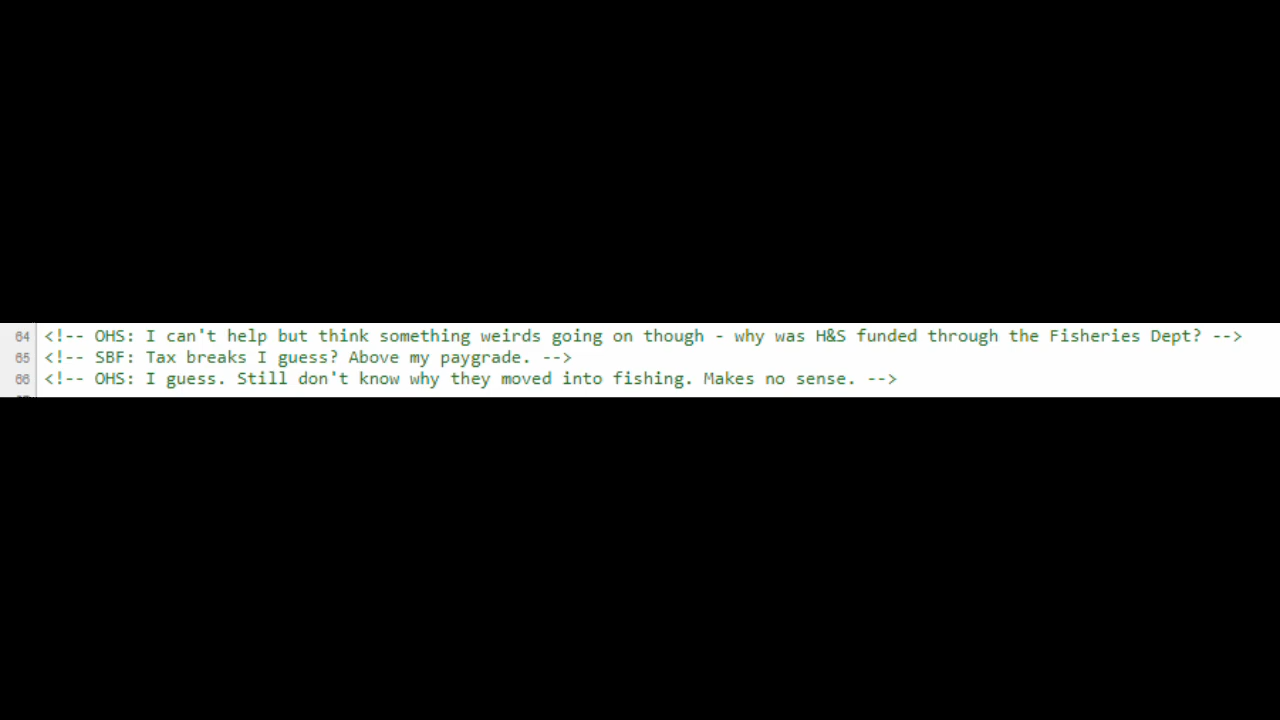 64 <!-- OHS: I can't help but think something weirds going on though - why was H&S funded through the Fisheries Dept? -->
65 <!-- SBF: Tax breaks I guess? Above my paygrade. -->
66 <!-- OHS: I guess. Still don't know why they moved into fishing. Makes no sense. -->